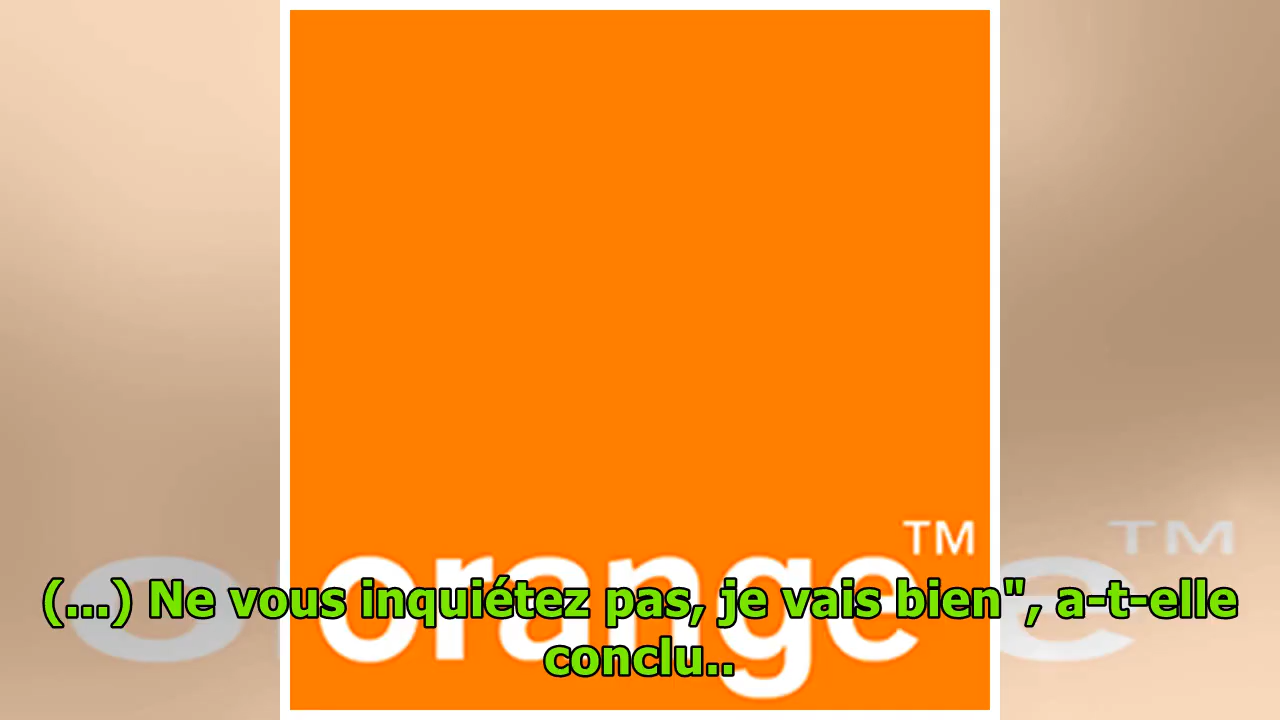 TM
orange
(...) Ne vous inquiétez pas, je vais bien", a-t-elle
conclu..